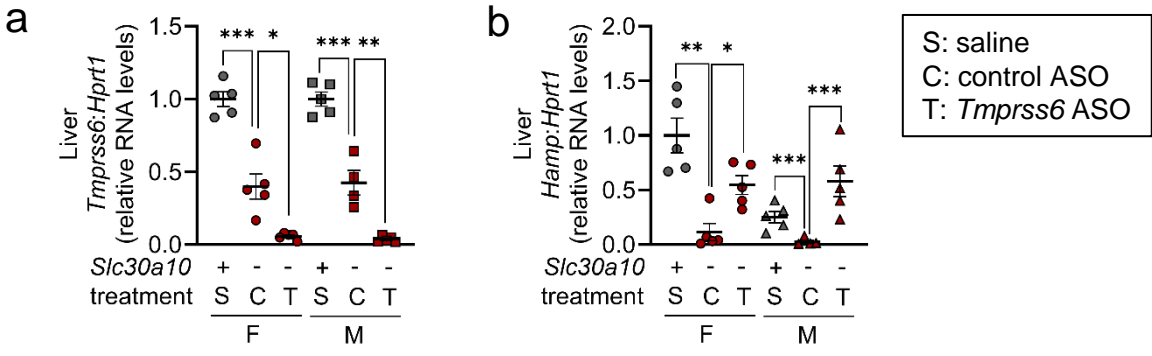 a
Liver
Tmprss6:Hprt1
(relative RNA levels)
1.5
1.0
0.5
0.0
*** * *** **
Slc30a10 + - - + - -
treatment S C T S C T
F M
b
Liver
Hamp:Hprt1
(relative RNA levels)
2.0
1.5
1.0
0.5
0
** * *** ***
Slc30a10 + - - + - -
treatment S C T S C T
F M
S: saline
C: control ASO
T: Tmprss6 ASO